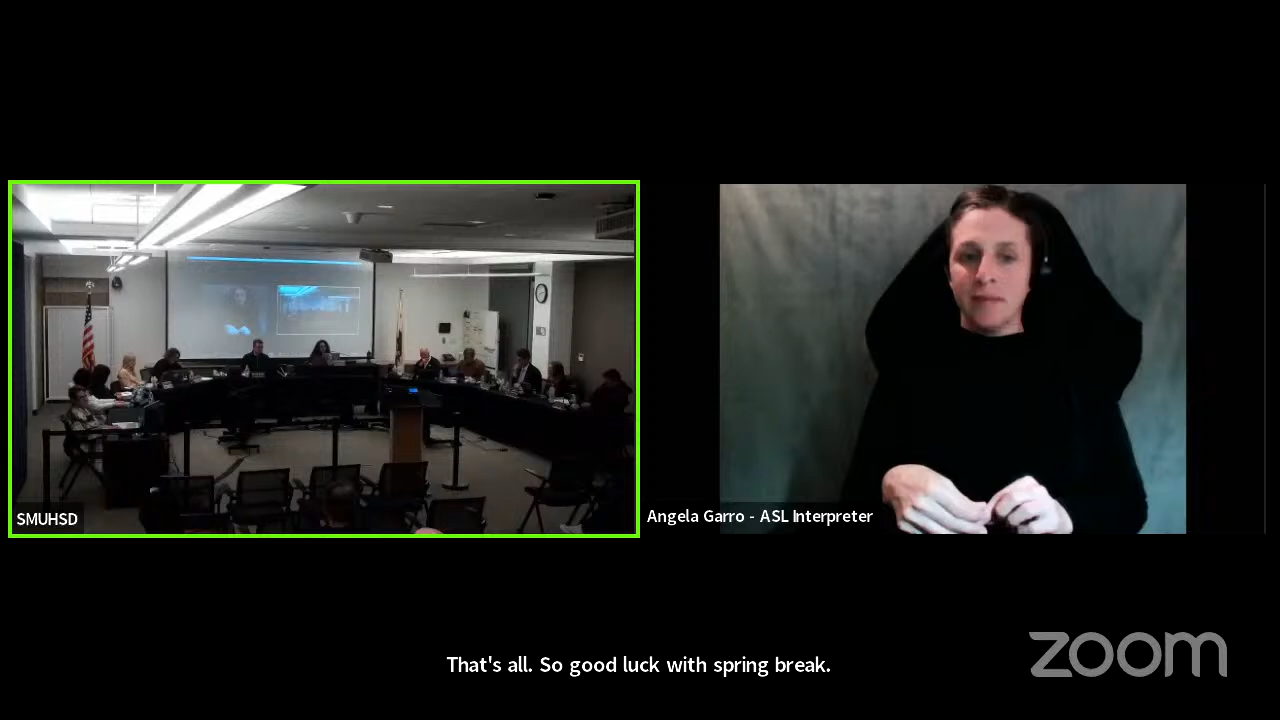 SMUHSD
Angela Garro - ASL Interpreter
That's all. So good luck with spring break.
zoom